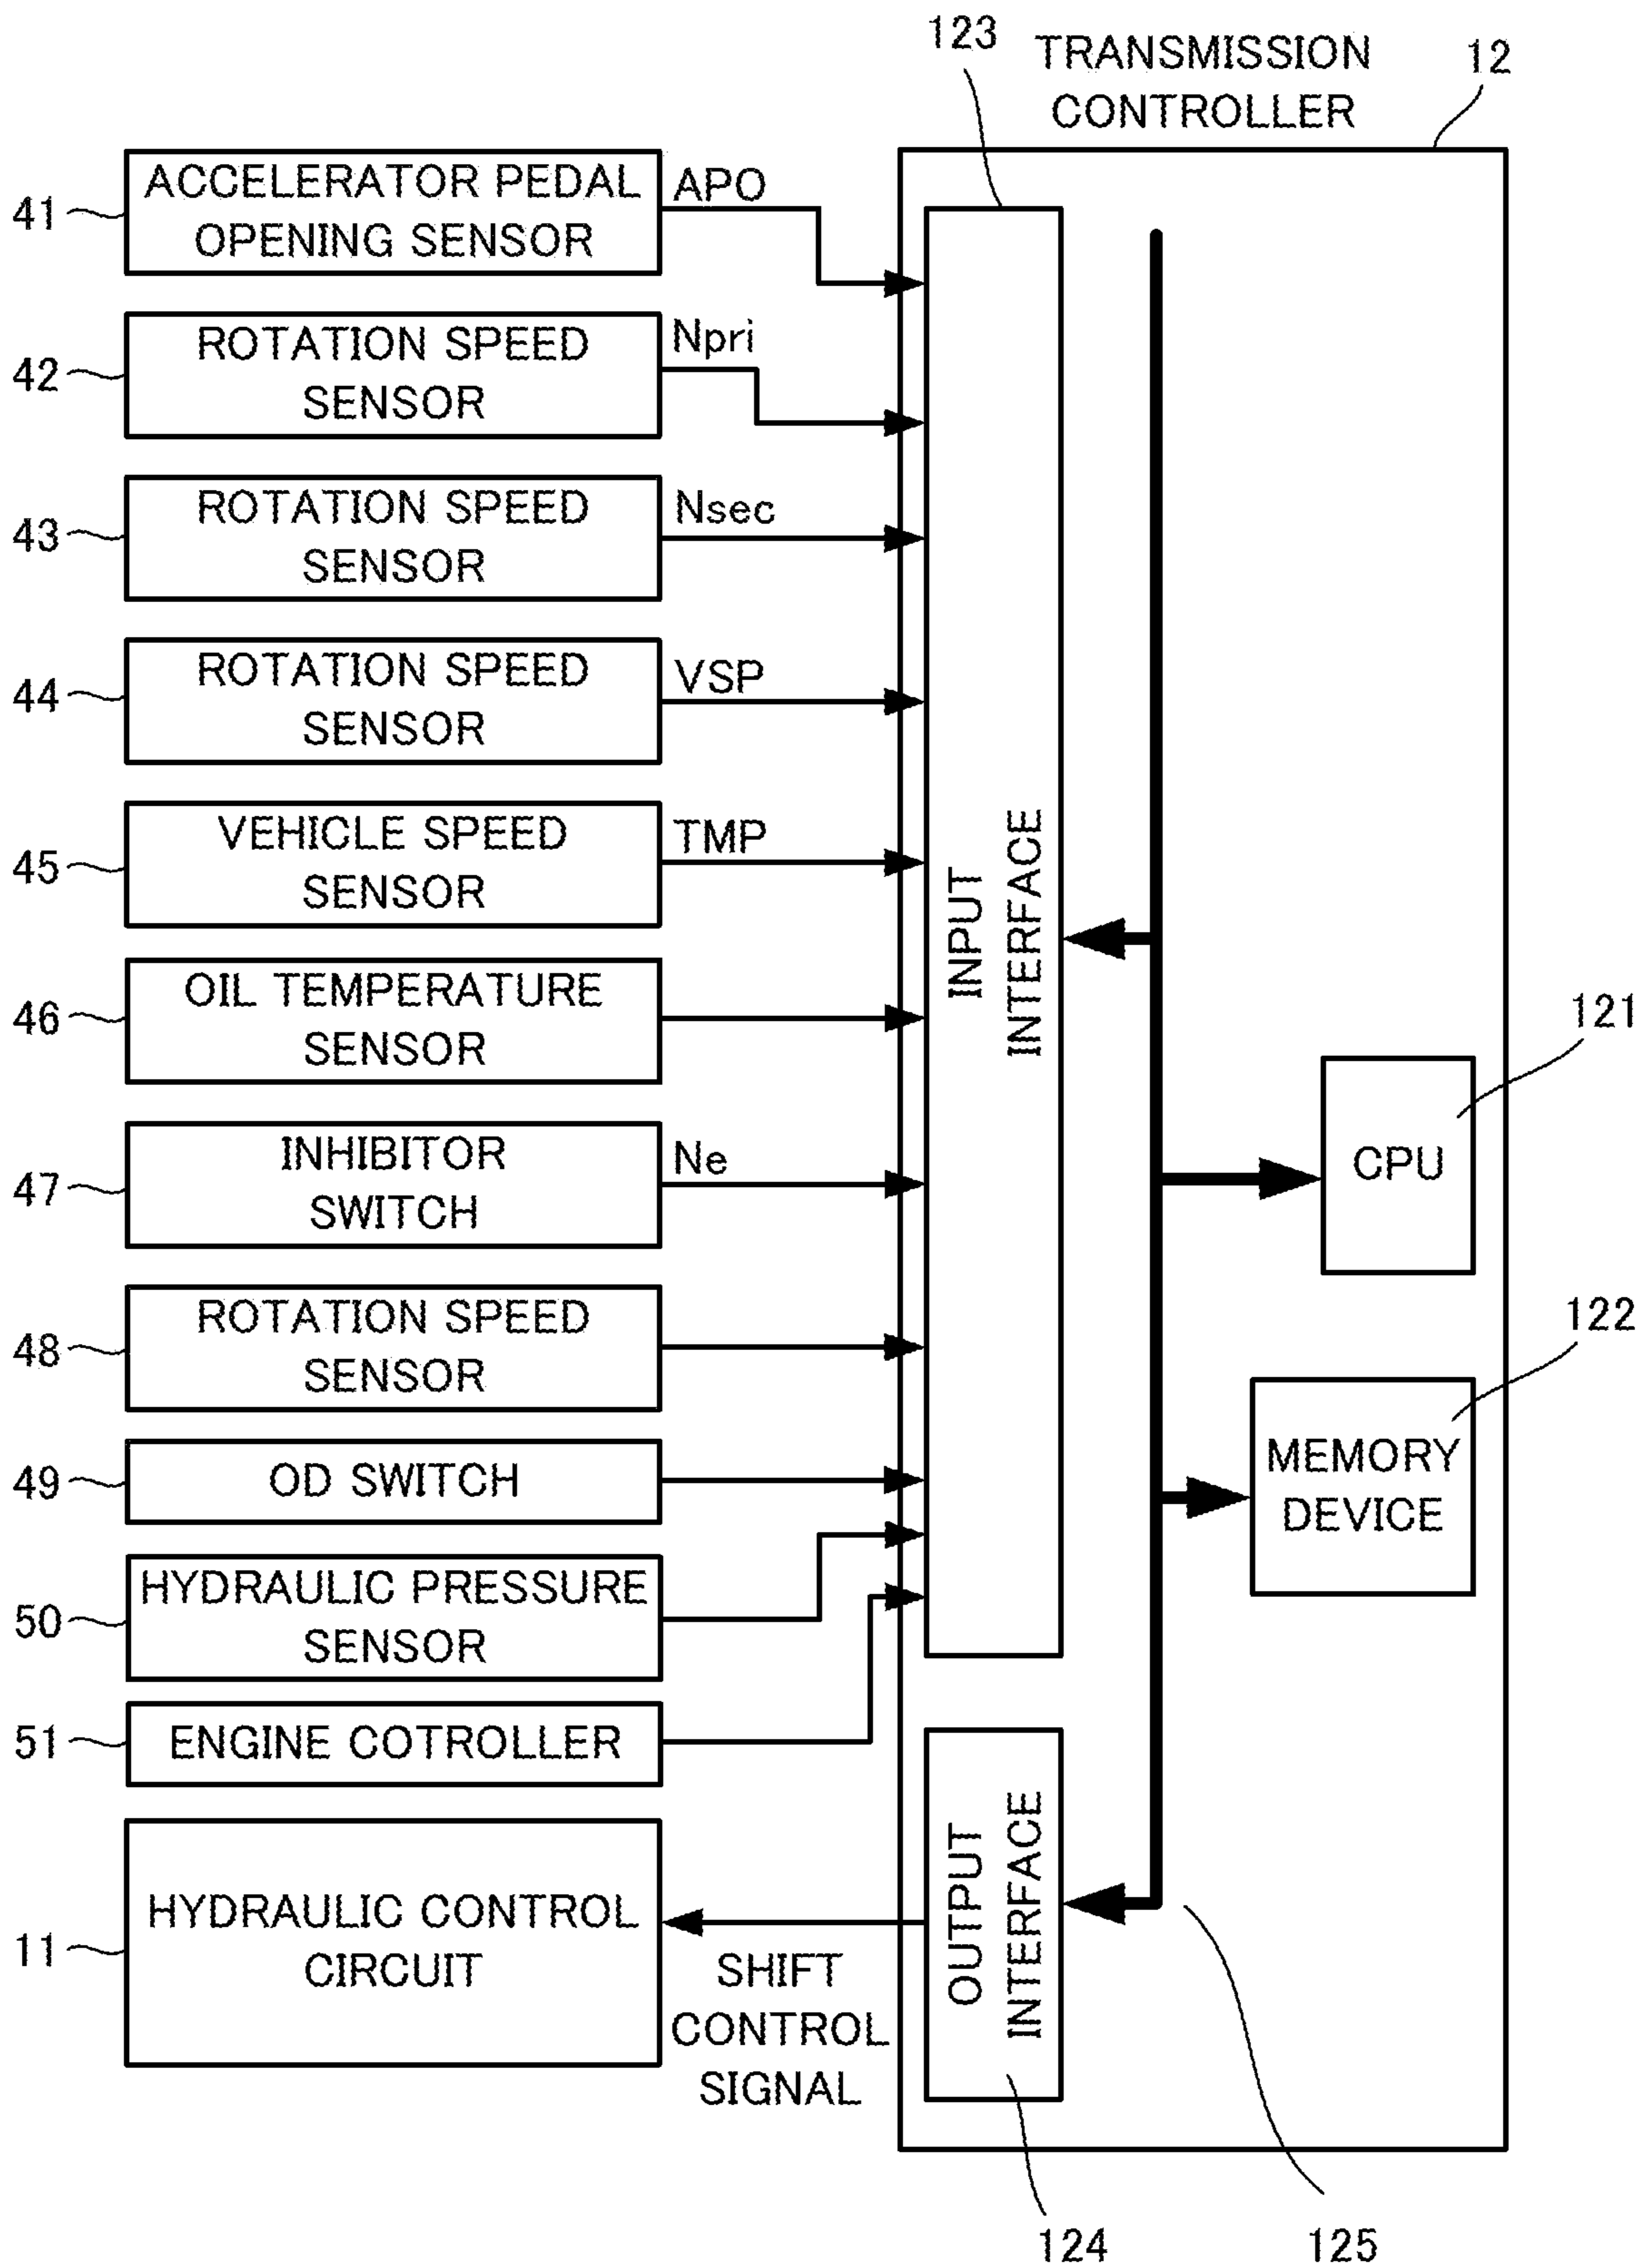 123
TRANSMISSION
CONTROLLER
12
41
ACCELERATOR PEDAL
OPENING SENSOR
APO
42
ROTATION SPEED
SENSOR
Npri
43
ROTATION SPEED
SENSOR
Nsec
44
ROTATION SPEED
SENSOR
VSP
45
VEHICLE SPEED
SENSOR
TMP
46
OIL TEMPERATURE
SENSOR
47
INHIBITOR
SWITCH
Ne
48
ROTATION SPEED
SENSOR
49
OD SWITCH
50
HYDRAULIC PRESSURE
SENSOR
51
ENGINE COTROLLER
11
HYDRAULIC CONTROL
CIRCUIT
SHIFT
CONTROL
SIGNAL
INPUT
INTERFACE
OUTPUT
INTERFACE
121
CPU
122
MEMORY
DEVICE
124
125